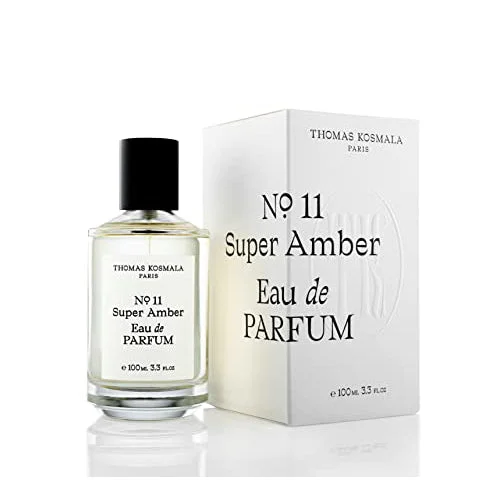 THOMAS KOSMALA
PARIS
Nº 11
Super Amber
Eau de
PARFUM
e 100ML 3.3 FL.OZ
THOMAS KOSMALA
PARIS
Nº 11
Super Amber
Eau de
PARFUM
℮ 100ML 3.3 FL.OZ